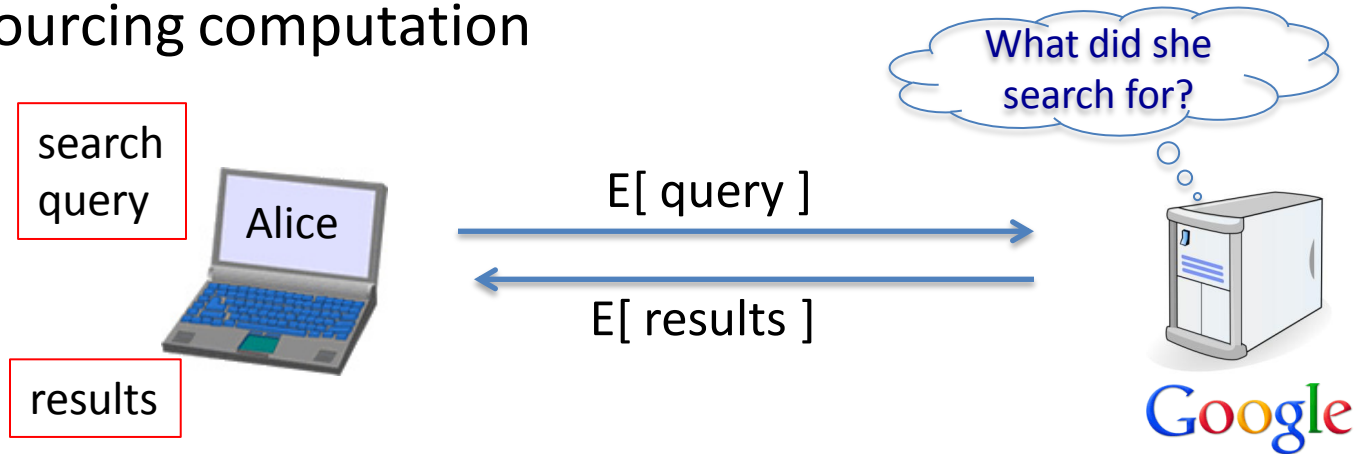 ourcing computation
What did she
search for?
search
query
Alice
E[ query ]
E[ results ]
results
Google